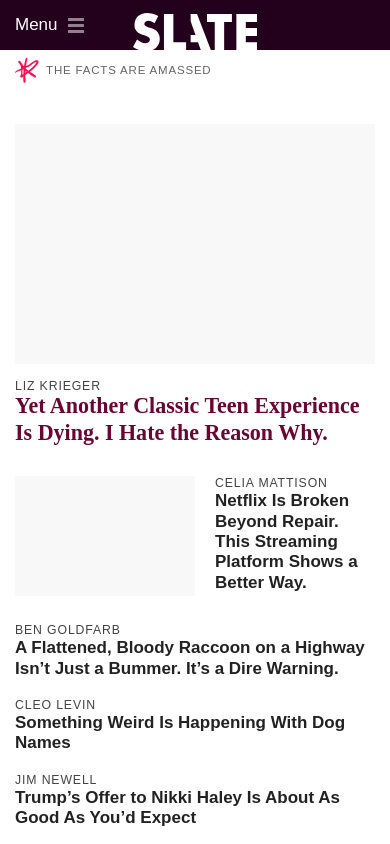 Menu
SLATE
THE FACTS ARE AMASSED
LIZ KRIEGER
Yet Another Classic Teen Experience
Is Dying. I Hate the Reason Why.
CELIA MATTISON
Netflix Is Broken
Beyond Repair.
This Streaming
Platform Shows a
Better Way.
BEN GOLDFARB
A Flattened, Bloody Raccoon on a Highway
Isn’t Just a Bummer. It’s a Dire Warning.
CLEO LEVIN
Something Weird Is Happening With Dog
Names
JIM NEWELL
Trump’s Offer to Nikki Haley Is About As
Good As You’d Expect